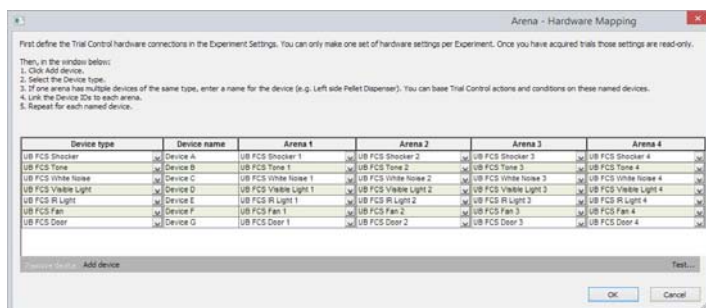 Arena - Hardware Mapping
First define the Trial Control hardware connections in the Experiment Settings. You can only make one set of hardware settings per Experiment. Once you have acquired trials those settings are read-only.
Then, in the window below:
1. Click Add device.
2. Select the Device type.
3. If one arena has multiple devices of the same type, enter a name for the device (e.g. Left side Pellet Dispenser). You can base Trial Control actions and conditions on these named devices.
4. Link the Device IDs to each arena.
5. Repeat for each named device.
Device type Device name Arena 1 Arena 2 Arena 3 Arena 4
UB FCS Shocker Device A UB FCS Shocker 1 UB FCS Shocker 2 UB FCS Shocker 3 UB FCS Shocker 4
UB FCS Tone Device B UB FCS Tone 1 UB FCS Tone 2 UB FCS Tone 3 UB FCS Tone 4
UB FCS White Noise Device C UB FCS White Noise 1 UB FCS White Noise 2 UB FCS White Noise 3 UB FCS White Noise 4
UB FCS Visible Light Device D UB FCS Visible Light 1 UB FCS Visible Light 2 UB FCS Visible Light 3 UB FCS Visible Light 4
UB FCS IR Light Device E UB FCS IR Light 1 UB FCS IR Light 2 UB FCS IR Light 3 UB FCS IR Light 4
UB FCS Fan Device F UB FCS Fan 1 UB FCS Fan 2 UB FCS Fan 3 UB FCS Fan 4
UB FCS Door Device G UB FCS Door 1 UB FCS Door 2 UB FCS Door 3 UB FCS Door 4
Remove device Add device Test...
OK Cancel